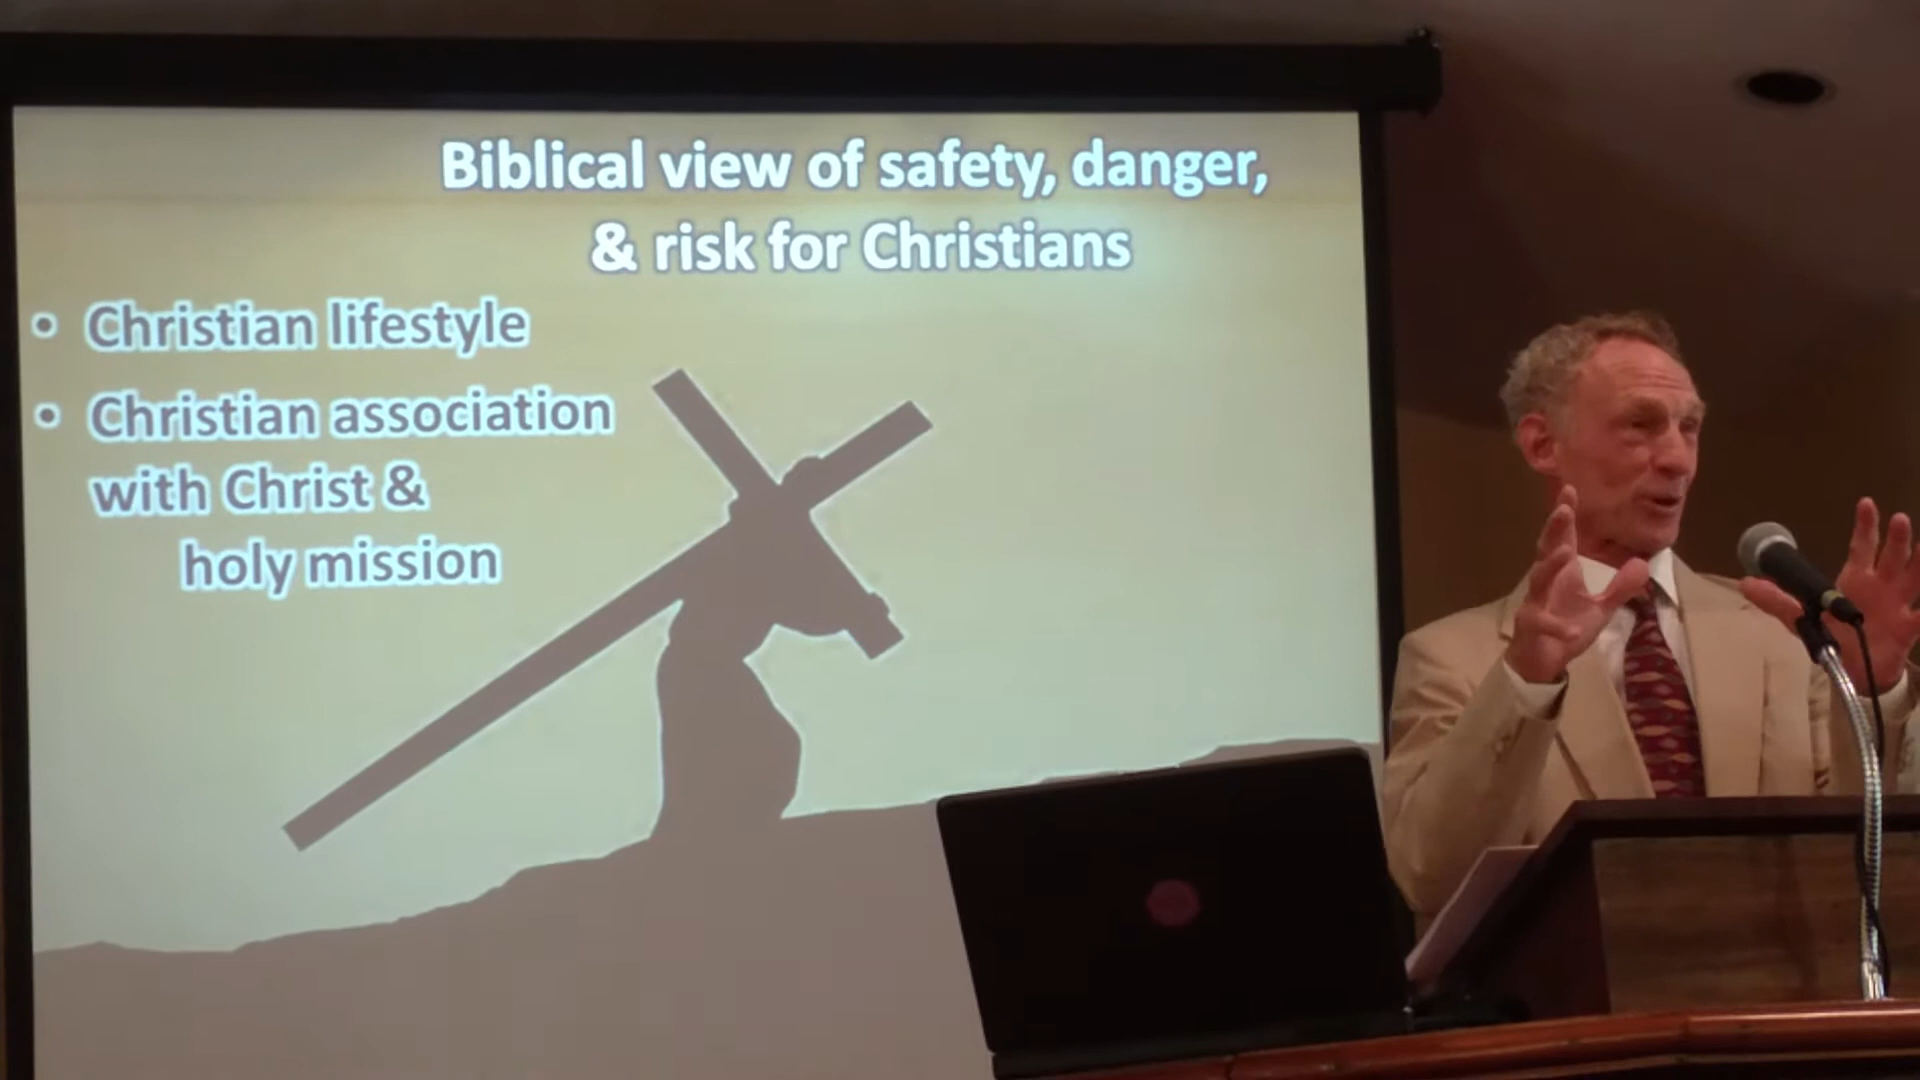 Biblical view of safety, danger,
& risk for Christians
• Christian lifestyle
• Christian association
with Christ &
holy mission